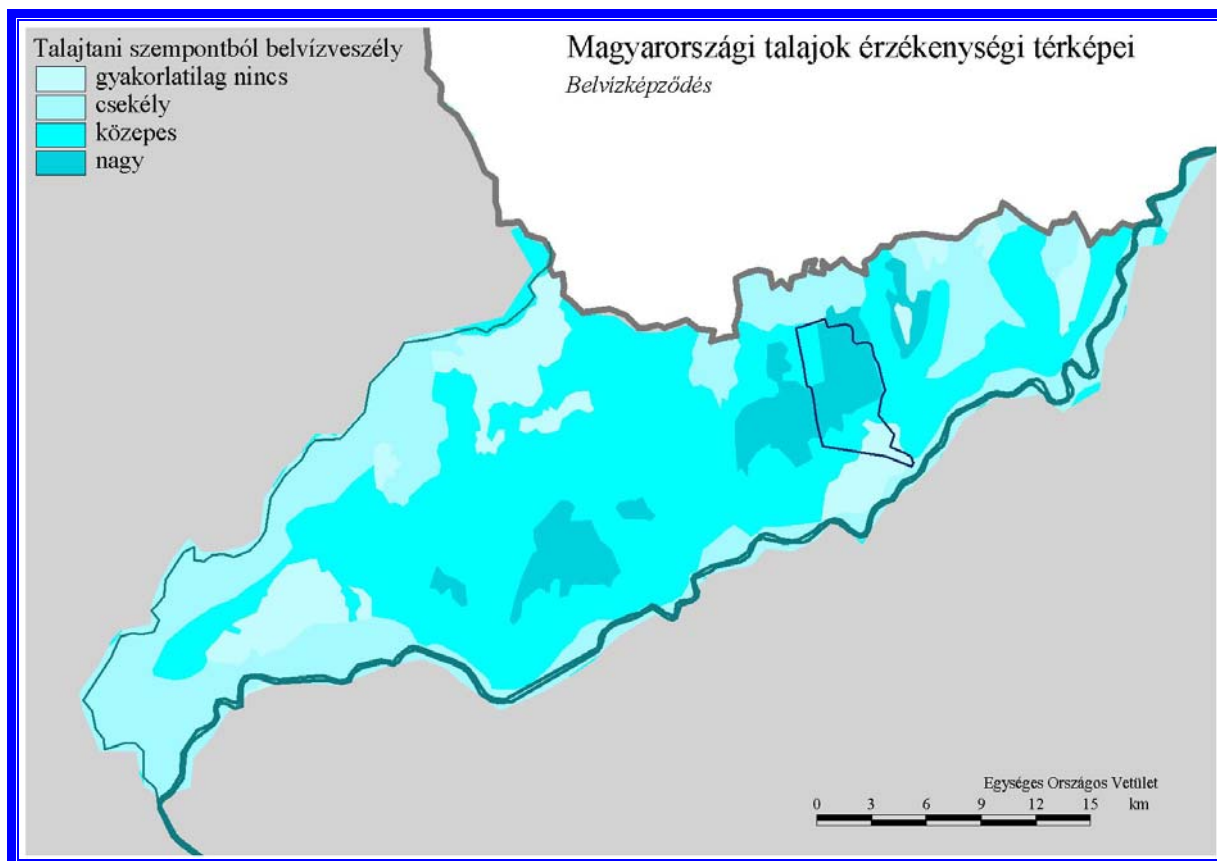 Magyarországi talajok érzékenységi térképei
Belvízképződés
Talajtani szempontból belvízveszély
gyakorlatilag nincs
csekély
közepes
nagy
Egységes Országos Vetület
0 3 6 9 12 15 km